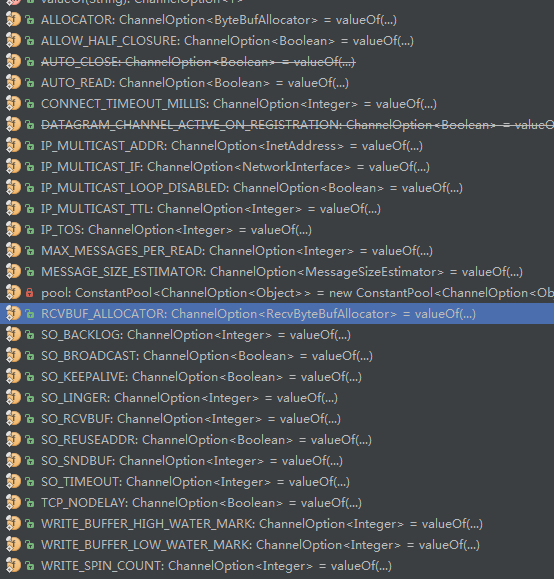 valueOf(String): ChannelOption<T>
ALLOCATOR: ChannelOption<ByteBufAllocator> = valueOf(...)
ALLOW_HALF_CLOSURE: ChannelOption<Boolean> = valueOf(...)
AUTO_CLOSE: ChannelOption<Boolean> = valueOf(...)
AUTO_READ: ChannelOption<Boolean> = valueOf(...)
CONNECT_TIMEOUT_MILLIS: ChannelOption<Integer> = valueOf(...)
DATAGRAM_CHANNEL_ACTIVE_ON_REGISTRATION: ChannelOption<Boolean> = valueO
IP_MULTICAST_ADDR: ChannelOption<InetAddress> = valueOf(...)
IP_MULTICAST_IF: ChannelOption<NetworkInterface> = valueOf(...)
IP_MULTICAST_LOOP_DISABLED: ChannelOption<Boolean> = valueOf(...)
IP_MULTICAST_TTL: ChannelOption<Integer> = valueOf(...)
IP_TOS: ChannelOption<Integer> = valueOf(...)
MAX_MESSAGES_PER_READ: ChannelOption<Integer> = valueOf(...)
MESSAGE_SIZE_ESTIMATOR: ChannelOption<MessageSizeEstimator> = valueOf(...)
pool: ConstantPool<ChannelOption<Object>> = new ConstantPool<ChannelOption<Ob
RCVBUF_ALLOCATOR: ChannelOption<RecvByteBufAllocator> = valueOf(...)
SO_BACKLOG: ChannelOption<Integer> = valueOf(...)
SO_BROADCAST: ChannelOption<Boolean> = valueOf(...)
SO_KEEPALIVE: ChannelOption<Boolean> = valueOf(...)
SO_LINGER: ChannelOption<Integer> = valueOf(...)
SO_RCVBUF: ChannelOption<Integer> = valueOf(...)
SO_REUSEADDR: ChannelOption<Boolean> = valueOf(...)
SO_SNDBUF: ChannelOption<Integer> = valueOf(...)
SO_TIMEOUT: ChannelOption<Integer> = valueOf(...)
TCP_NODELAY: ChannelOption<Boolean> = valueOf(...)
WRITE_BUFFER_HIGH_WATER_MARK: ChannelOption<Integer> = valueOf(...)
WRITE_BUFFER_LOW_WATER_MARK: ChannelOption<Integer> = valueOf(...)
WRITE_SPIN_COUNT: ChannelOption<Integer> = valueOf(...)